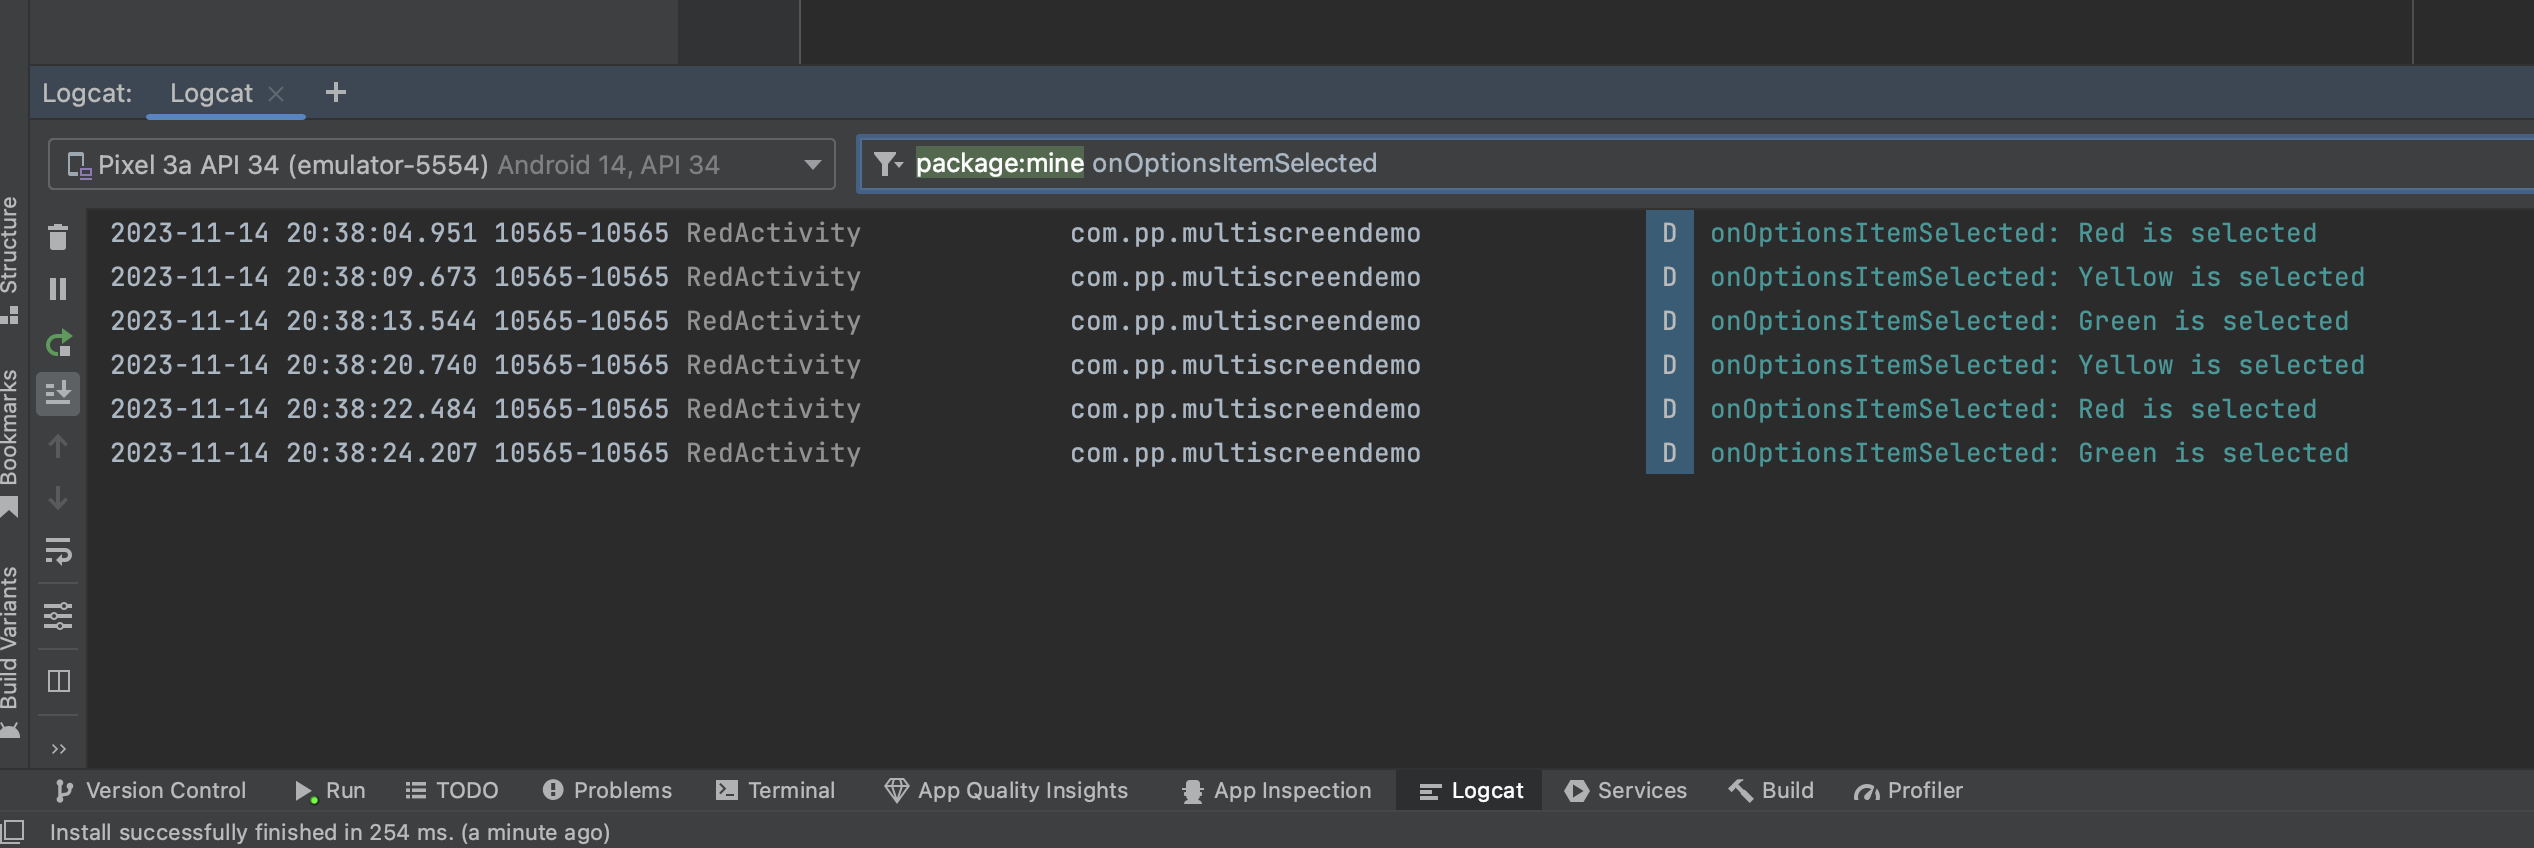 Logcat: Logcat
Pixel 3a API 34 (emulator-5554) Android 14, API 34
package:mine onOptionsItemSelected
2023-11-14 20:38:04.951 10565-10565 RedActivity com.pp.multiscreendemo D onOptionsItemSelected: Red is selected
2023-11-14 20:38:09.673 10565-10565 RedActivity com.pp.multiscreendemo D onOptionsItemSelected: Yellow is selected
2023-11-14 20:38:13.544 10565-10565 RedActivity com.pp.multiscreendemo D onOptionsItemSelected: Green is selected
2023-11-14 20:38:20.740 10565-10565 RedActivity com.pp.multiscreendemo D onOptionsItemSelected: Yellow is selected
2023-11-14 20:38:22.484 10565-10565 RedActivity com.pp.multiscreendemo D onOptionsItemSelected: Red is selected
2023-11-14 20:38:24.207 10565-10565 RedActivity com.pp.multiscreendemo D onOptionsItemSelected: Green is selected
Structure
Bookmarks
Build Variants
Version Control Run TODO Problems Terminal App Quality Insights App Inspection Logcat Services Build Profiler
Install successfully finished in 254 ms. (a minute ago)